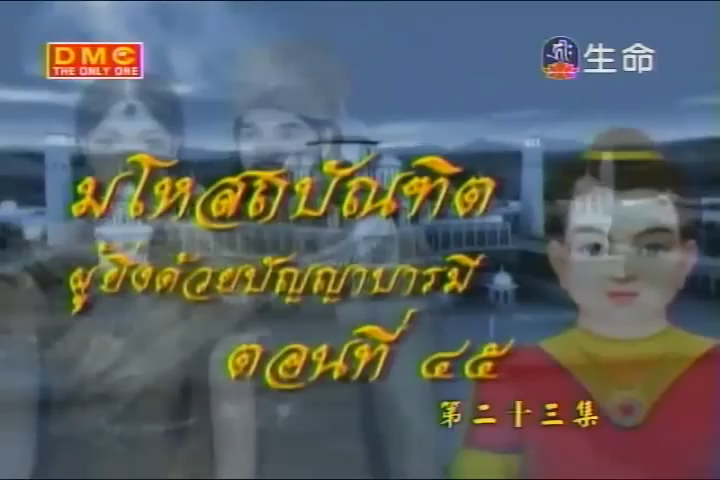 DMC
THE ONLY ONE
生命
มโหสถบัณฑิต
ผู้ยิ่งด้วยปัญญาบารมี
ตอนที่ ๔๕
第二十三集